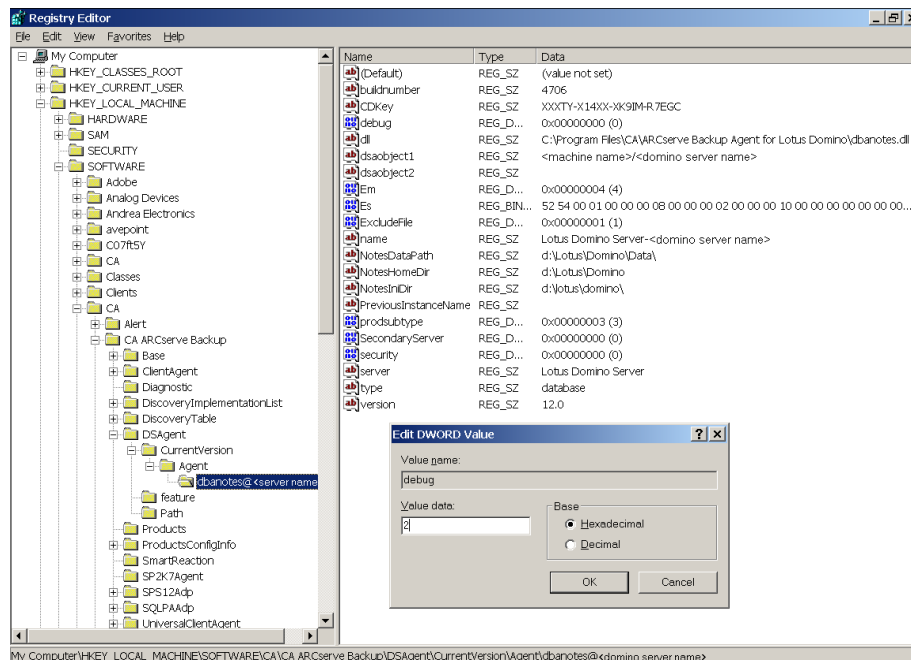 Registry Editor
File Edit View Favorites Help
My Computer
HKEY_CLASSES_ROOT
HKEY_CURRENT_USER
HKEY_LOCAL_MACHINE
HARDWARE
SAM
SECURITY
SOFTWARE
Adobe
Analog Devices
Andrea Electronics
avepoint
C07ft5Y
CA
Classes
Clients
CA
Alert
CA ARCserve Backup
Base
ClientAgent
Diagnostic
DiscoveryImplementationList
DiscoveryTable
DSAgent
CurrentVersion
Agent
dbanotes@<server name
feature
Path
Products
ProductsConfigInfo
SmartReaction
SP2K7Agent
SPS12Adp
SQLPAAdp
UniversalClientAgent
Name Type Data
(Default) REG_SZ (value not set)
buildnumber REG_SZ 4706
CDKey REG_SZ XXXTY-X14XX-XK9IM-R7EGC
debug REG_D... 0x00000000 (0)
dll REG_SZ C:\Program Files\CA\ARCserve Backup Agent for Lotus Domino\dbanotes.dll
dsaobject1 REG_SZ <machine name>/<domino server name>
dsaobject2 REG_SZ
Em REG_D... 0x00000004 (4)
Es REG_BIN... 52 54 00 01 00 00 00 08 00 00 00 02 00 00 00 10 00 00 00 00 00 00 00...
ExcludeFile REG_D... 0x00000001 (1)
name REG_SZ Lotus Domino Server-<domino server name>
NotesDataPath REG_SZ d:\Lotus\Domino\Data\
NotesHomeDir REG_SZ d:\Lotus\Domino
NotesIniDir REG_SZ d:\lotus\domino\
PreviousInstanceName REG_SZ
prodsubtype REG_D... 0x00000003 (3)
SecondaryServer REG_D... 0x00000000 (0)
security REG_D... 0x00000000 (0)
server REG_SZ Lotus Domino Server
type REG_SZ database
version REG_SZ 12.0
Edit DWORD Value
Value name:
debug
Value data: Base
2 Hexadecimal
Decimal
OK Cancel
My Computer\HKEY_LOCAL_MACHINE\SOFTWARE\CA\CA ARCserve Backup\DSAgent\CurrentVersion\Agent\dbanotes@<domino server name>